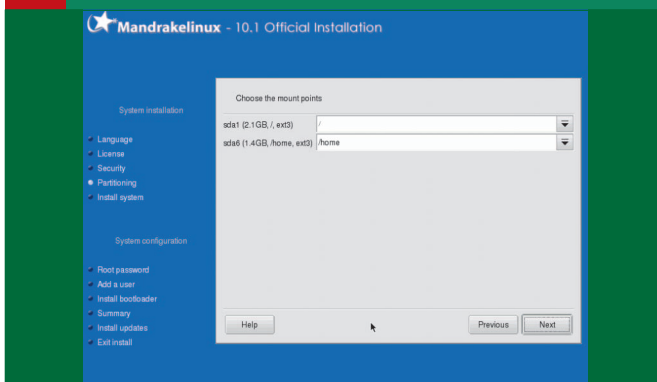 Mandrakelinux - 10.1 Official Installation
System installation
Language
License
Security
Partitioning
Install system
System configuration
Root password
Add a user
Install bootloader
Summary
Install updates
Exit install
Choose the mount points
sda1 (2.1GB, /, ext3) /
sda6 (1.4GB, /home, ext3) /home
Help Previous Next